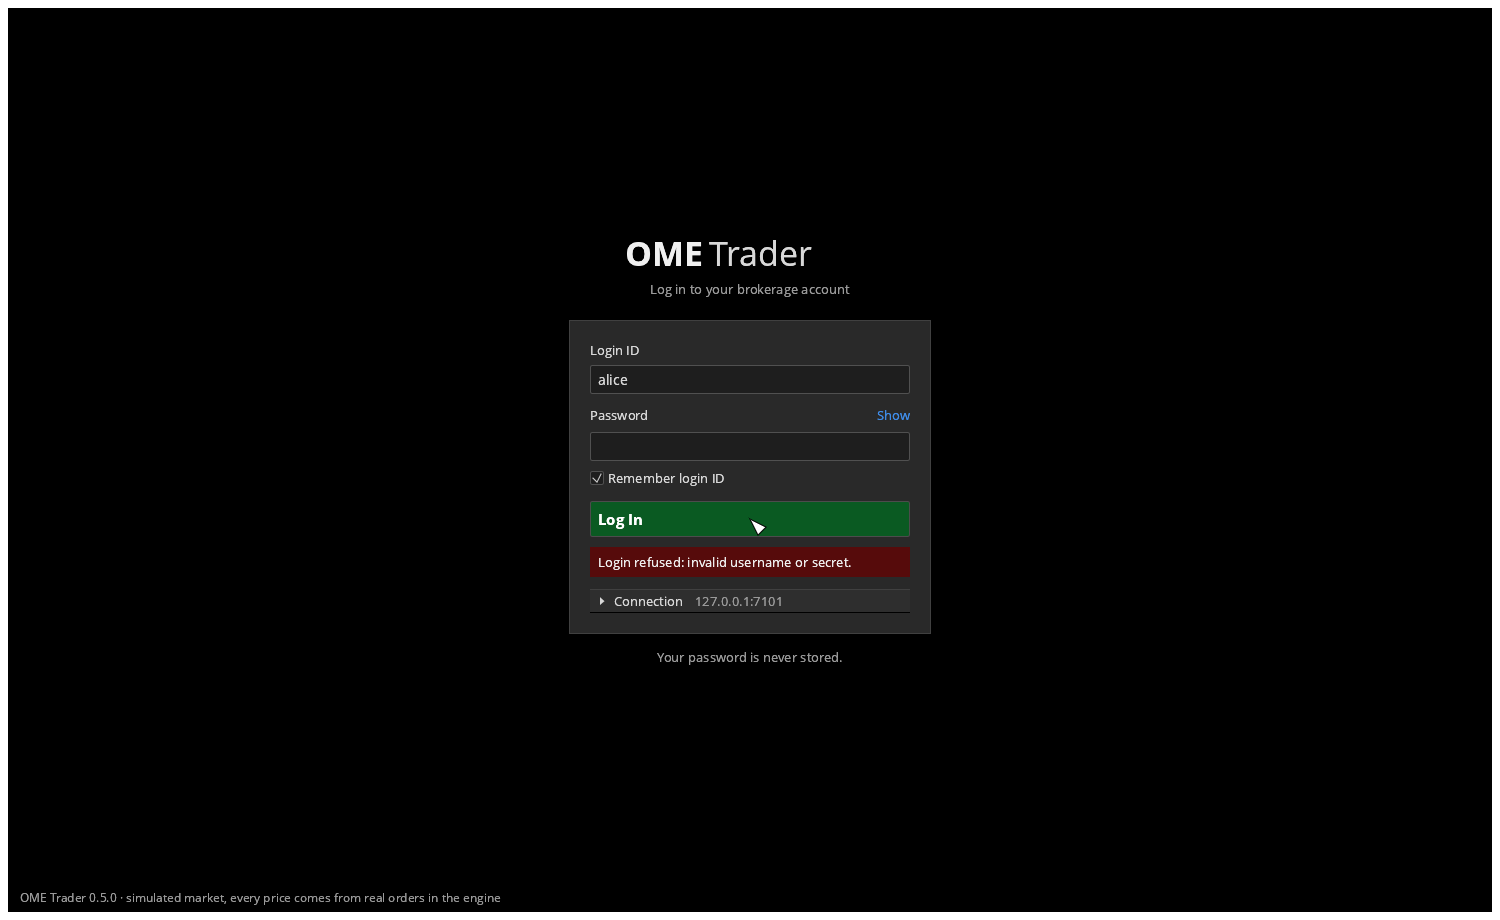 OME Trader
Log in to your brokerage account
Login ID
alice
Password Show
Remember login ID
Log In
Login refused: invalid username or secret.
Connection 127.0.0.1:7101
Your password is never stored.
OME Trader 0.5.0 · simulated market, every price comes from real orders in the engine